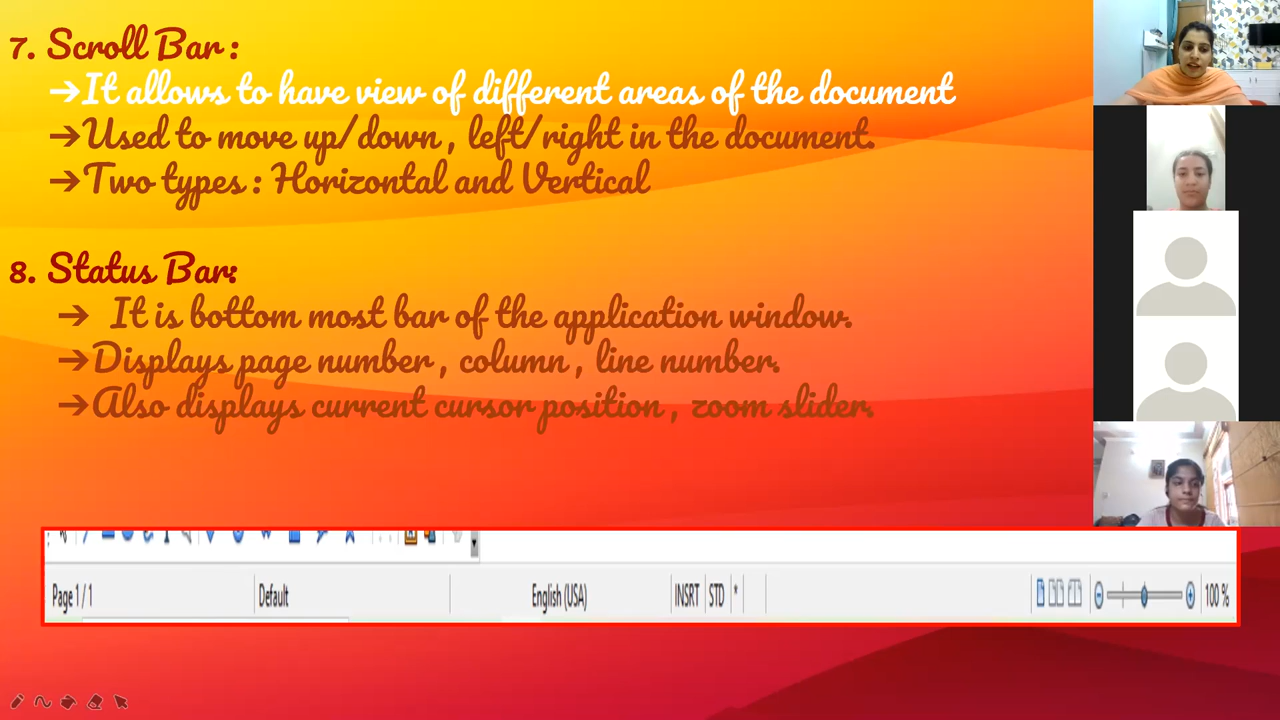 7. Scroll Bar :
➔It allows to have view of different areas of the document
➔Used to move up/down , left/right in the document.
➔Two types : Horizontal and Vertical
8. Status Bar:
➔ It is bottom most bar of the application window.
➔Displays page number , column , line number.
➔Also displays current cursor position , zoom slider.
Page 1 / 1 Default English (USA) INSRT STD * 100 %